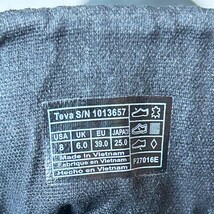 Teva S/N 1013657
USA UK EU JAPAN
8 6.0 39.0 25.0
Made in Vietnam
Fabriqué en Vietnam
Hecho en Vietnam
F27016E